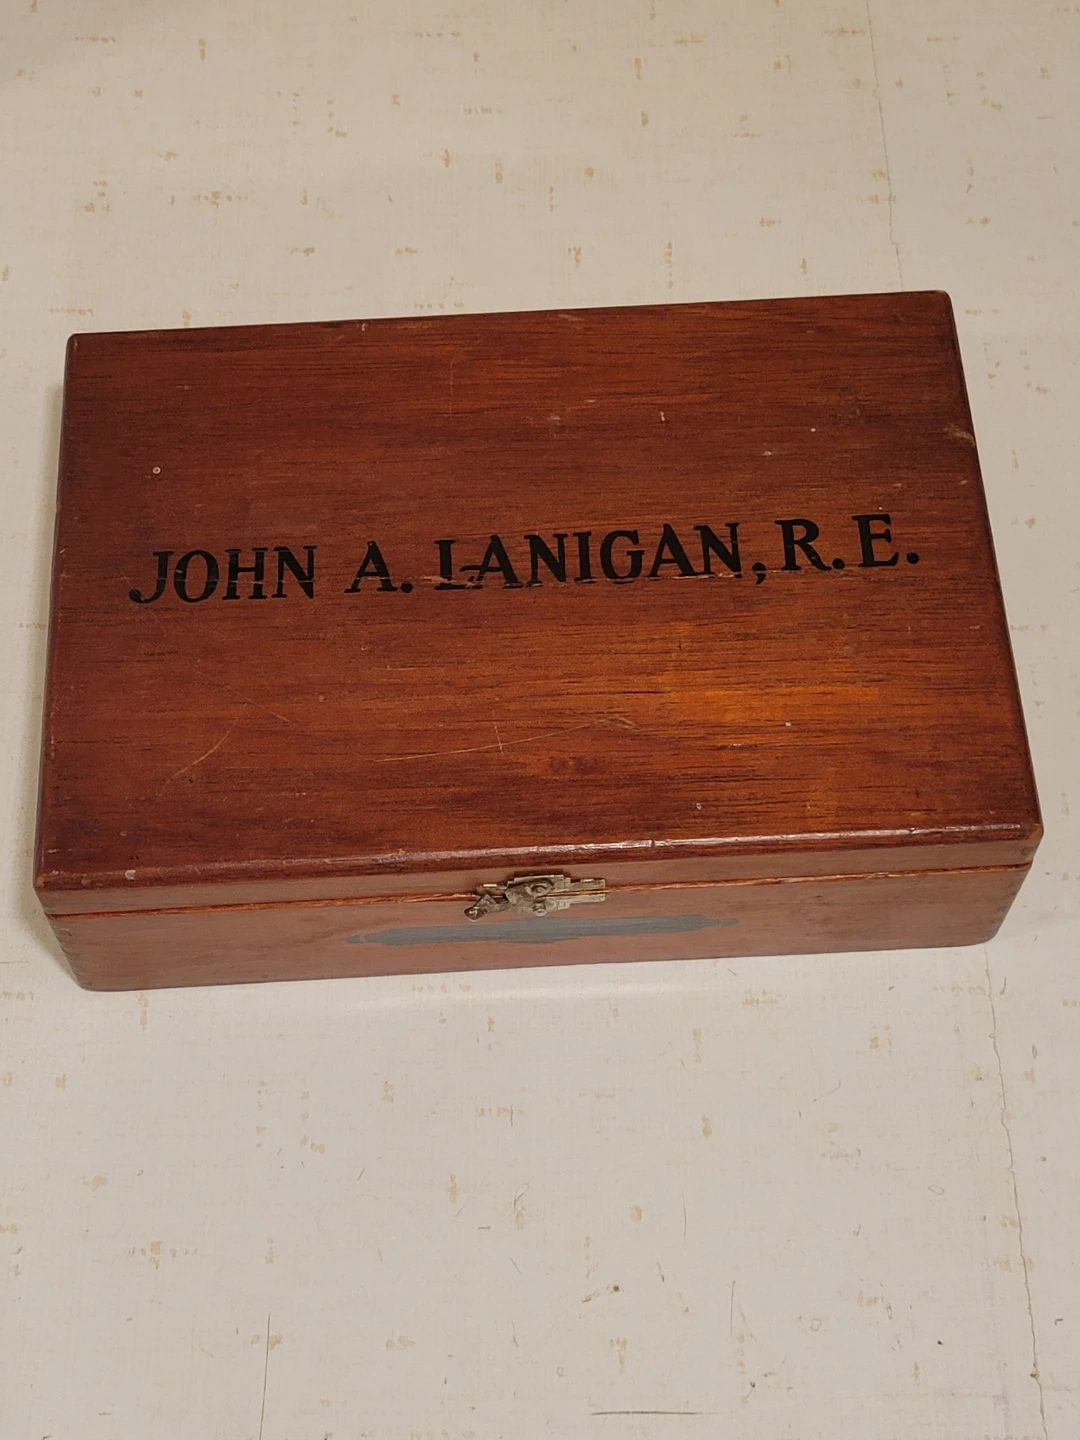 JOHN A. LANIGAN, R.E.